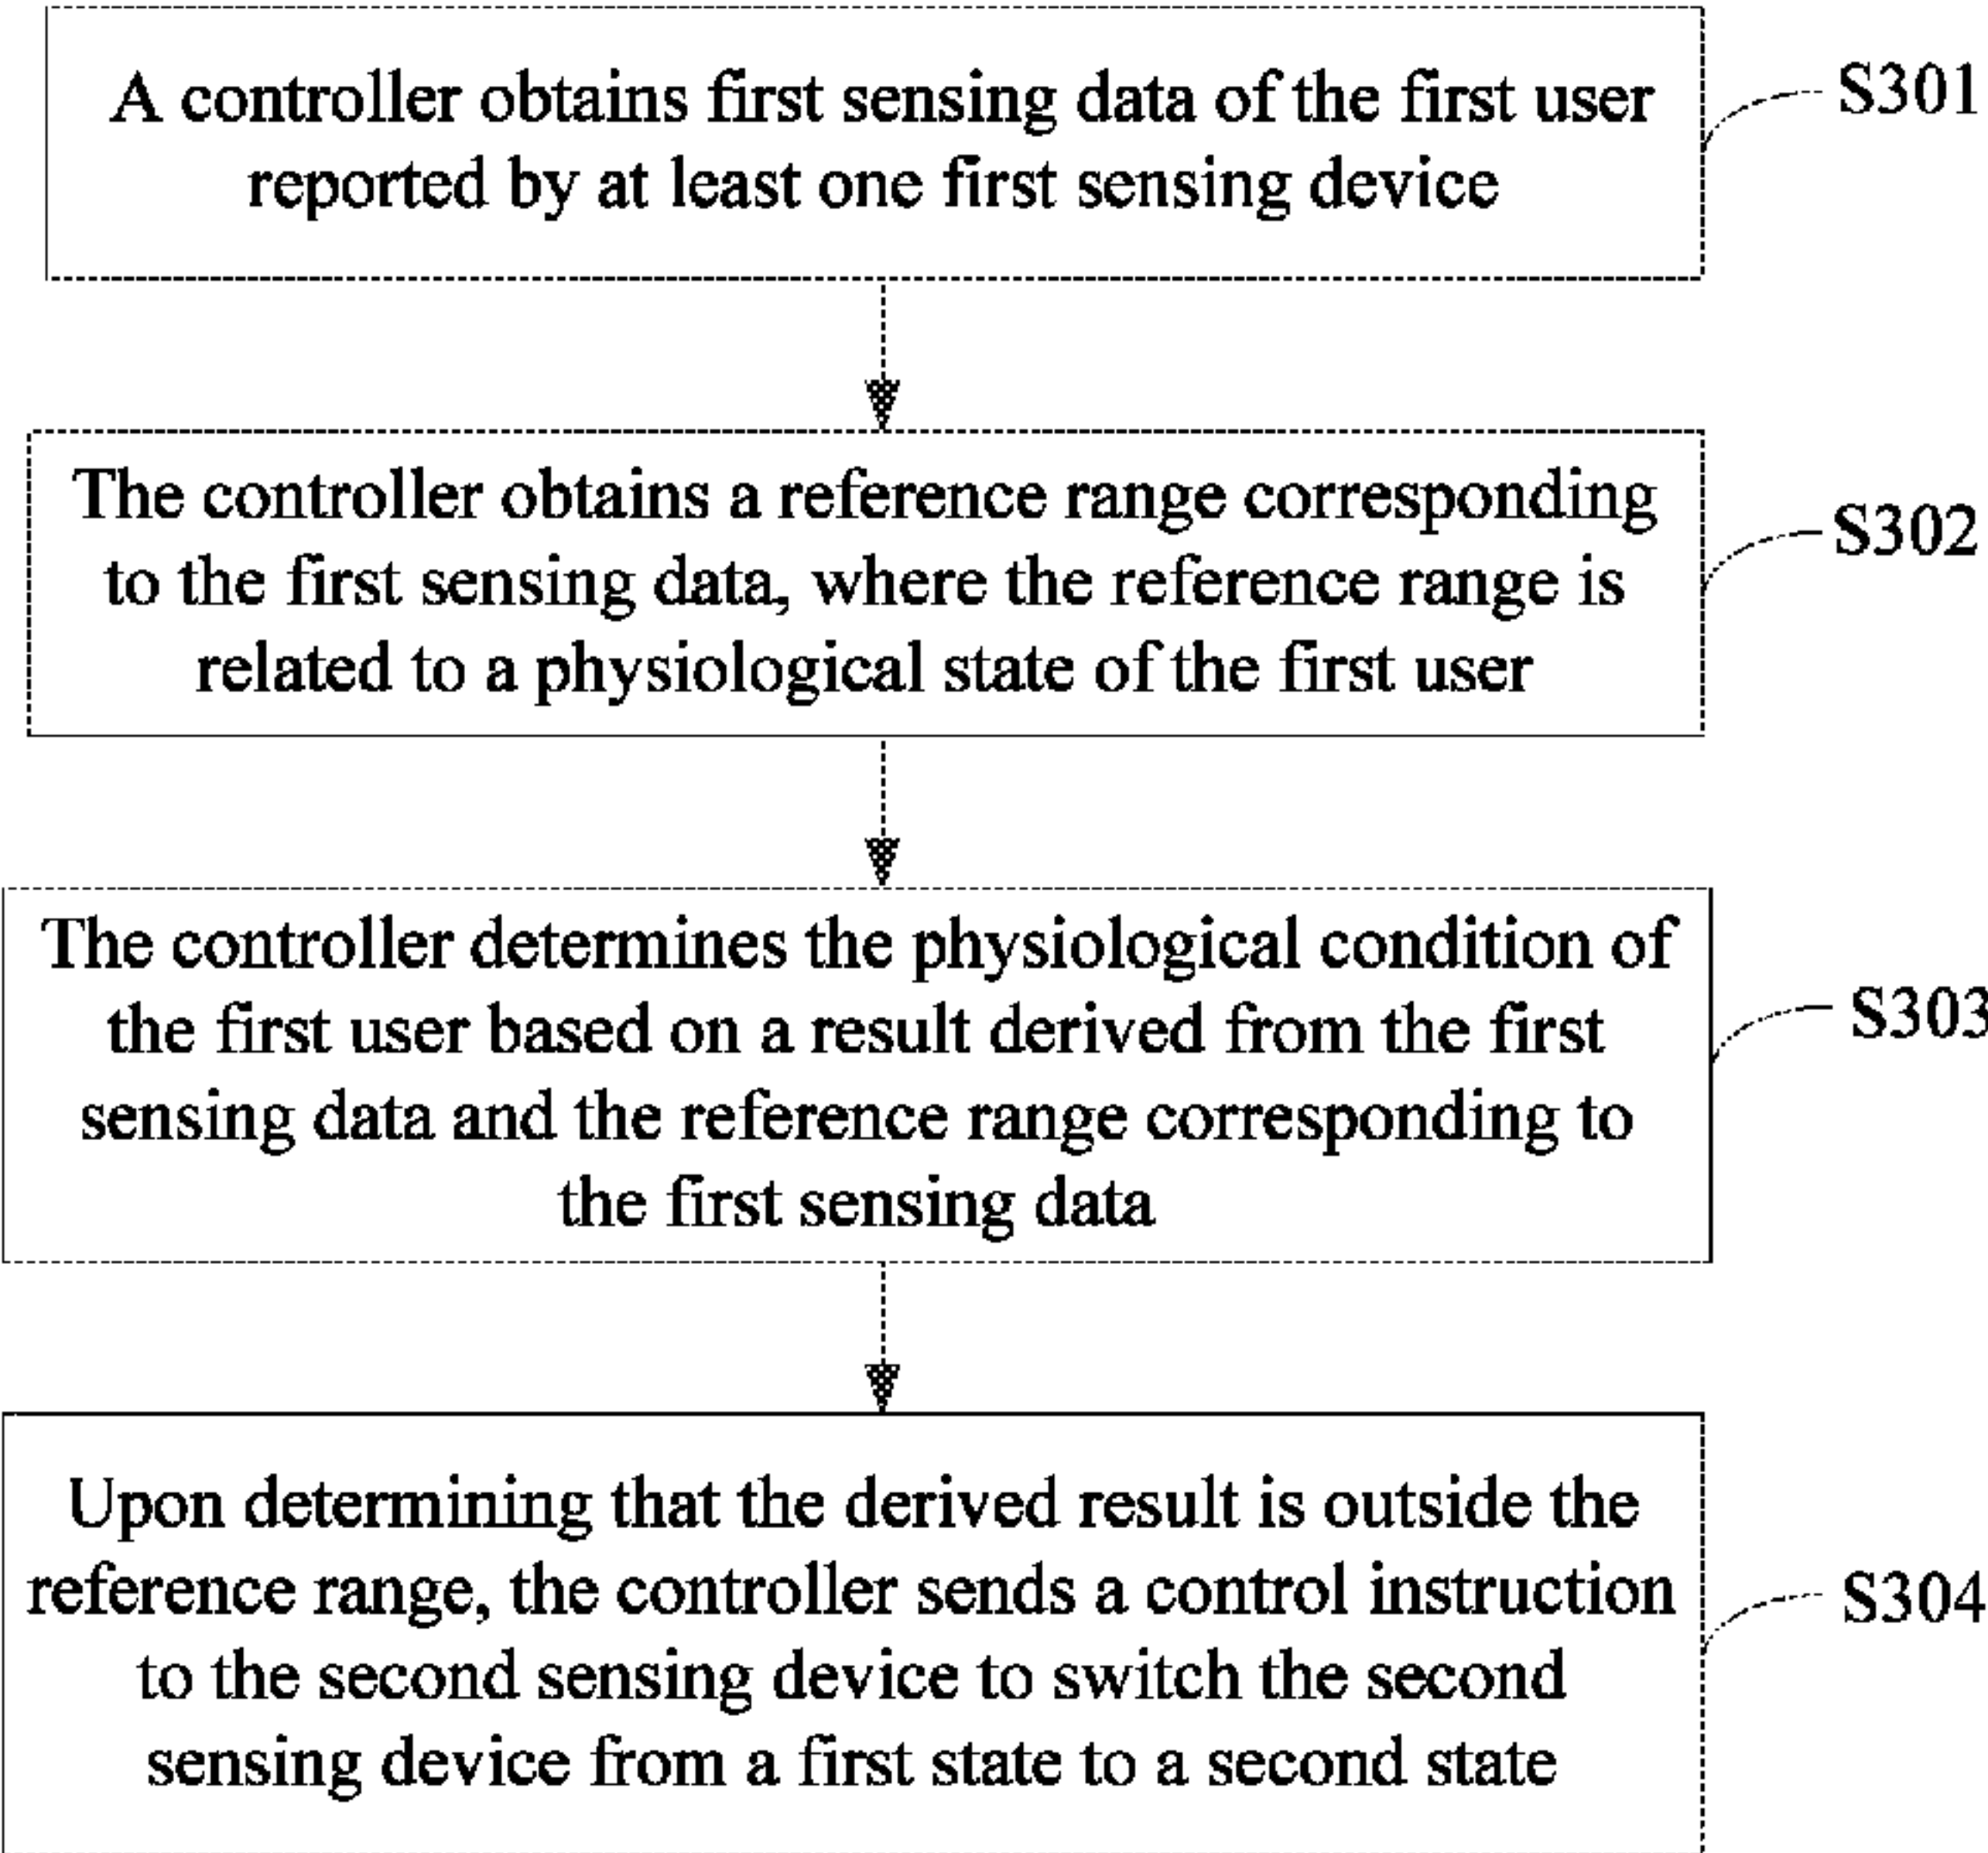 A controller obtains first sensing data of the first user
reported by at least one first sensing device
S301
The controller obtains a reference range corresponding
to the first sensing data, where the reference range is
related to a physiological state of the first user
S302
The controller determines the physiological condition of
the first user based on a result derived from the first
sensing data and the reference range corresponding to
the first sensing data
S303
Upon determining that the derived result is outside the
reference range, the controller sends a control instruction
to the second sensing device to switch the second
sensing device from a first state to a second state
S304